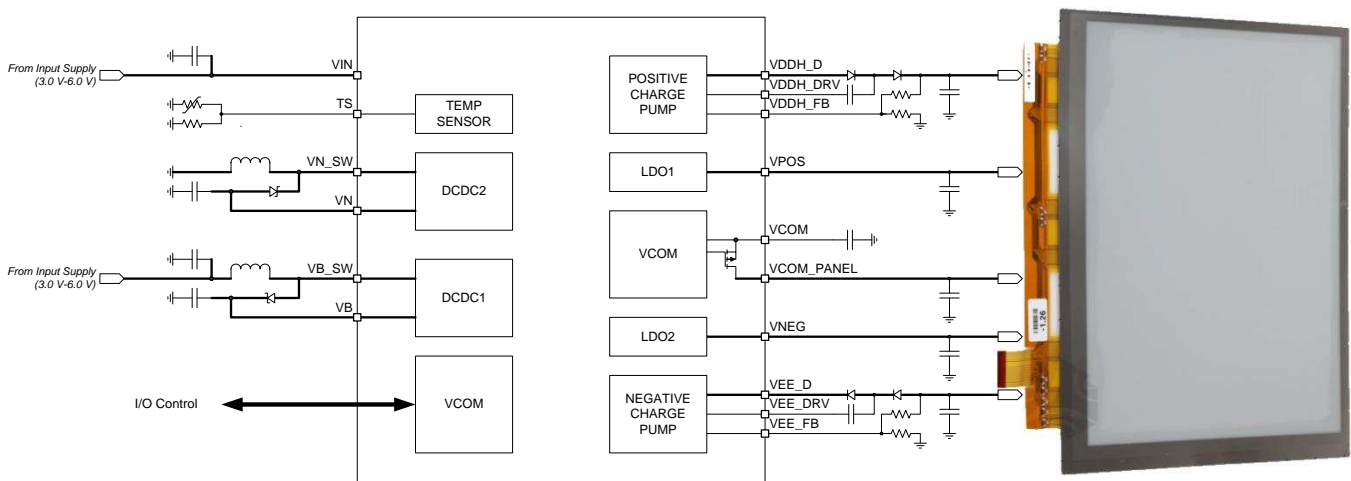 From Input Supply
(3.0 V-6.0 V)
VIN
TS
TEMP
SENSOR
VN_SW
VN
DCDC2
From Input Supply
(3.0 V-6.0 V)
VB_SW
VB
DCDC1
I/O Control
VCOM
POSITIVE
CHARGE
PUMP
VDDH_D
VDDH_DRV
VDDH_FB
LDO1
VPOS
VCOM
VCOM
VCOM_PANEL
LDO2
VNEG
NEGATIVE
CHARGE
PUMP
VEE_D
VEE_DRV
VEE_FB
-1.26